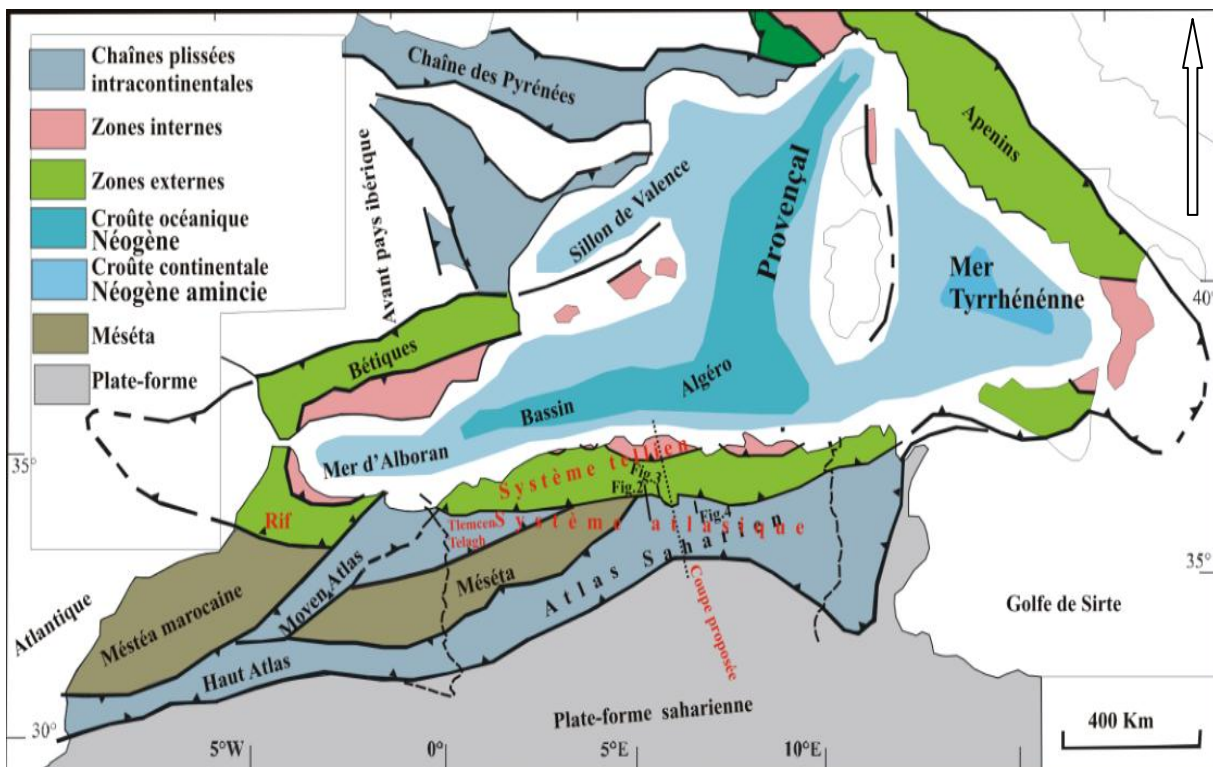 Chaînes plissées
intracontinentales
Zones internes
Zones externes
Croûte océanique
Néogène
Croûte continentale
Néogène amincie
Méséta
Plate-forme
Chaîne des Pyrénées
Avant pays ibérique
Sillon de Valence
Provençal
Apenins
Mer
Tyrrhénénne
40°
Bétiques
Algéro
Bassin
Mer d'Alboran
35°
Système tellien
Fig.3
Fig.2
Fig.4
Rif
Tlemcen
Telagh
Système atlasique
Atlas Saharien
Méséta
Moyen Atlas
Méstéa marocaine
Atlantique
Haut Atlas
Coupe proposée
35°
Golfe de Sirte
Plate-forme saharienne
400 Km
30°
5°W
0°
5°E
10°E